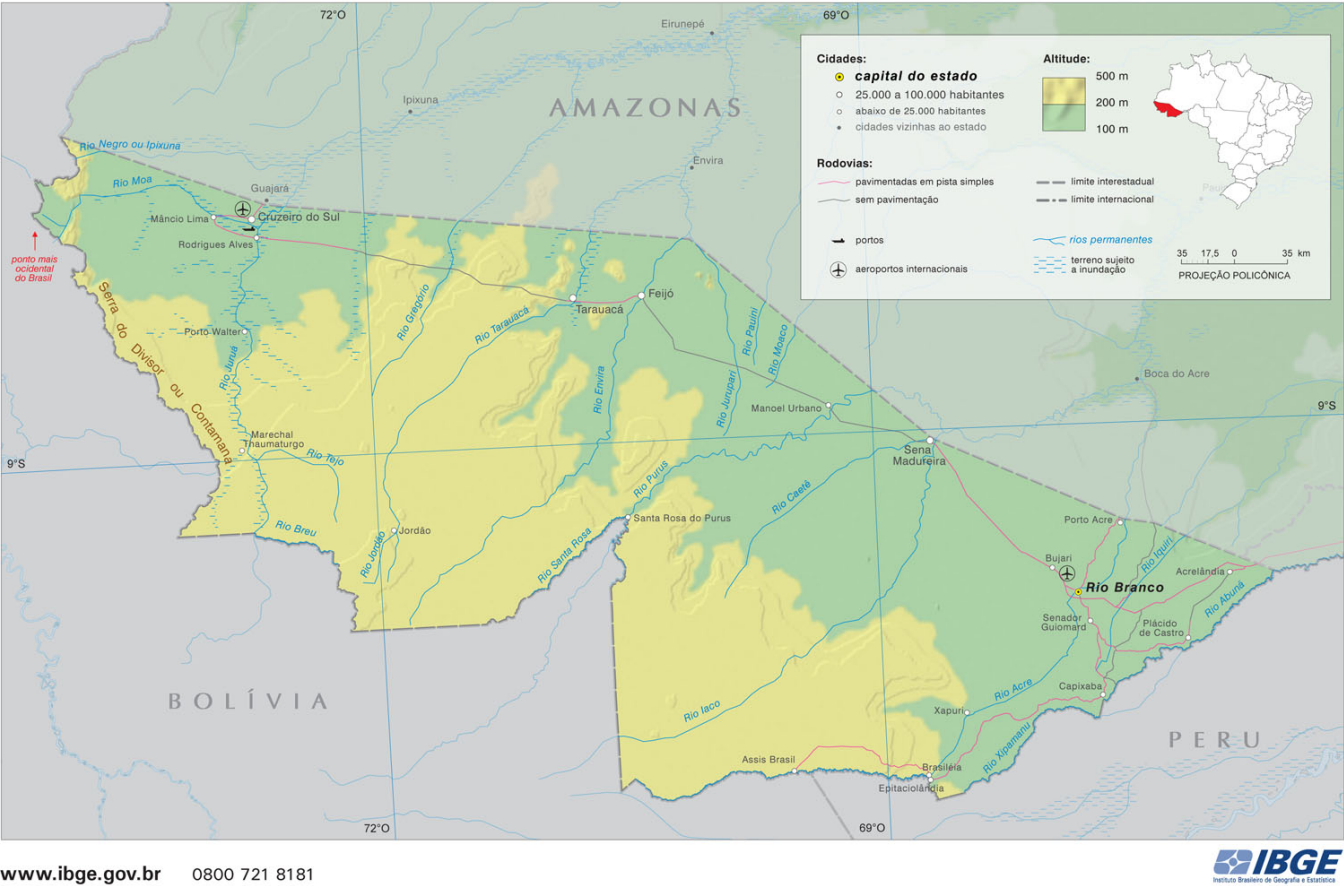 72°O
69°O
Eirunepé
Ipixuna
AMAZONAS
Envira
Cidades:
capital do estado
25.000 a 100.000 habitantes
abaixo de 25.000 habitantes
cidades vizinhas ao estado
Altitude:
500 m
200 m
100 m
Rodovias:
pavimentadas em pista simples
sem pavimentação
limite interestadual
limite internacional
portos
aeroportos internacionais
rios permanentes
terreno sujeito
a inundação
35 17,5 0 35 km
PROJEÇÃO POLICÔNICA
Rio Negro ou Ipixuna
Rio Moa
Guajará
Mâncio Lima
Cruzeiro do Sul
Rodrigues Alves
ponto mais
ocidental
do Brasil
Serra do Divisor ou Contamana
Porto Walter
Rio Juruá
Rio Gregório
Rio Tarauacá
Tarauacá
Feijó
Rio Envira
Rio Jurupari
Rio Pauini
Rio Moaco
Manoel Urbano
Boca do Acre
9°S
9°S
Marechal
Thaumaturgo
Rio Tejo
Rio Breu
Jordão
Rio Jordão
Rio Purus
Santa Rosa do Purus
Rio Santa Rosa
Sena
Madureira
Rio Caeté
Porto Acre
Bujari
Rio Branco
Rio Iquiri
Acrelândia
Rio Abunã
Senador
Guiomard
Plácido
de Castro
Capixaba
Rio Acre
Xapuri
Rio Xipamanu
Rio Iaco
Assis Brasil
Brasiléia
Epitaciolândia
BOLÍVIA
PERU
72°O
69°O
www.ibge.gov.br 0800 721 8181
IBGE
Instituto Brasileiro de Geografia e Estatística